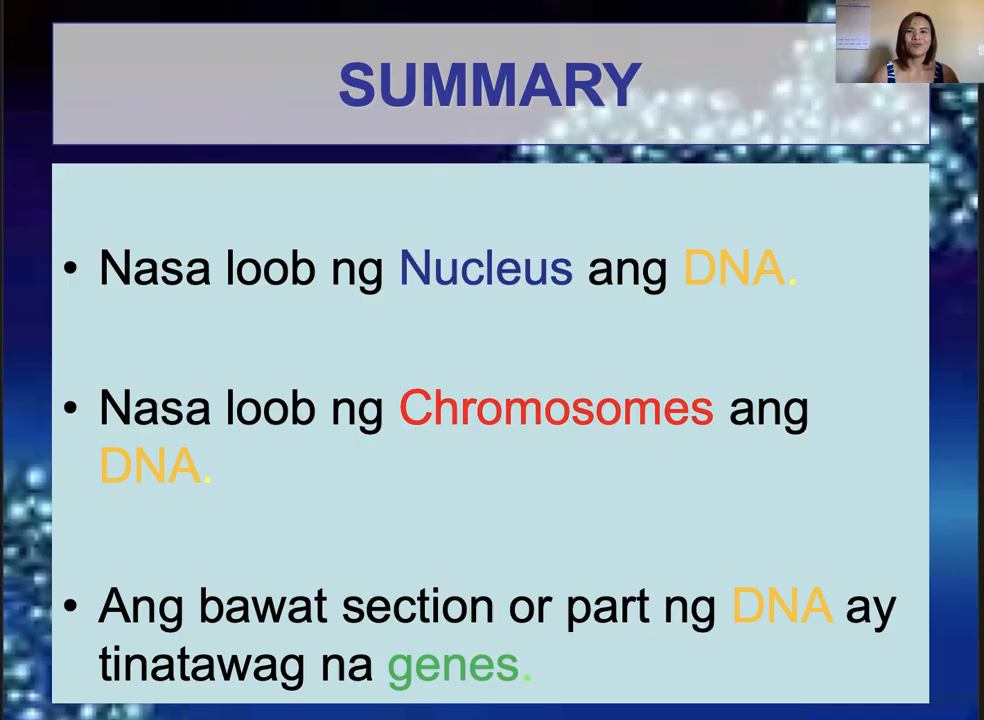 SUMMARY
• Nasa loob ng Nucleus ang DNA.
• Nasa loob ng Chromosomes ang
DNA.
• Ang bawat section or part ng DNA ay
tinatawag na genes.